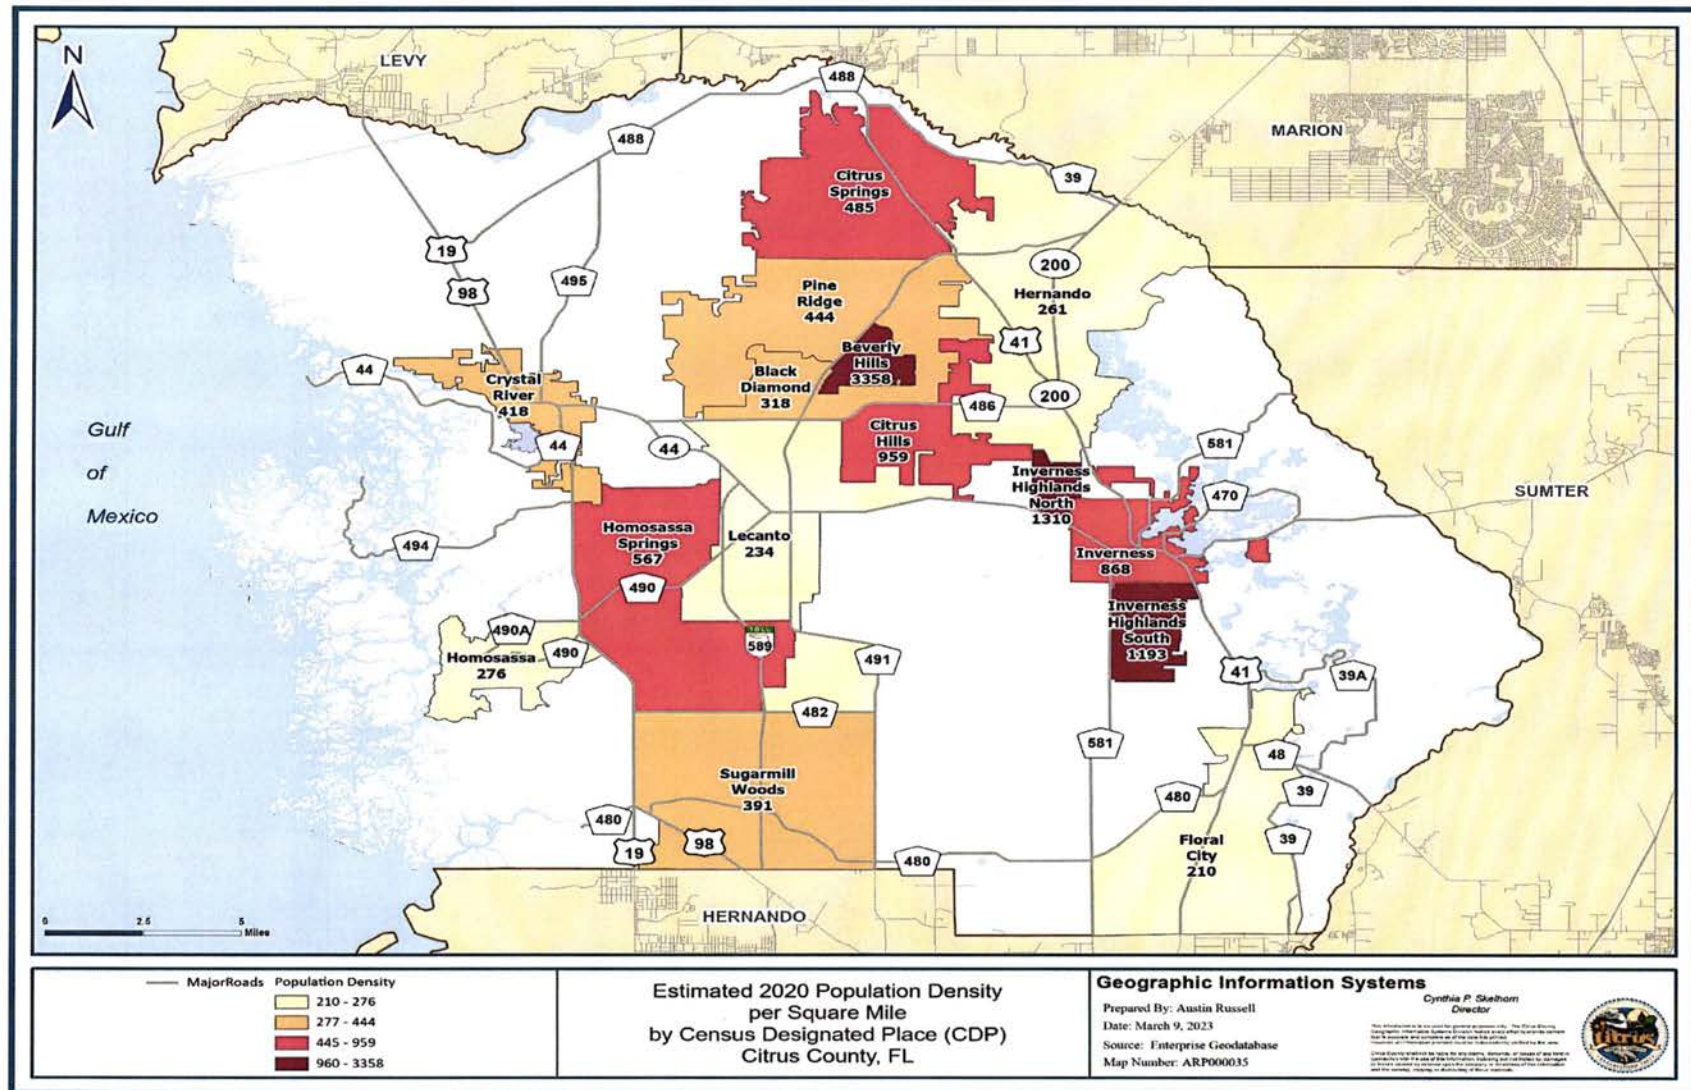 N
LEVY
488
488
MARION
39
Citrus
Springs
485
19
98
495
200
Hernando
261
Pine
Ridge
444
41
Beverly
Hills
3358
44
Crystal
River
418
Black
Diamond
318
200
486
Gulf
of
Mexico
44
44
Citrus
Hills
959
581
Inverness
Highlands
North
1310
470
SUMTER
494
Homosassa
Springs
567
Lecanto
234
Inverness
868
490
490A
Homosassa
276
490
TOLL
589
491
Inverness
Highlands
South
1193
41
39A
482
581
48
Sugarmill
Woods
391
480
39
480
19
98
480
Floral
City
210
39
HERNANDO
0 2.5 5
Miles
MajorRoads
Population Density
210 - 276
277 - 444
445 - 959
960 - 3358
Estimated 2020 Population Density
per Square Mile
by Census Designated Place (CDP)
Citrus County, FL
Geographic Information Systems
Cynthia P. Skelhorn
Director
Prepared By: Austin Russell
Date: March 9, 2023
Source: Enterprise Geodatabase
Map Number: ARP000035
Citrus